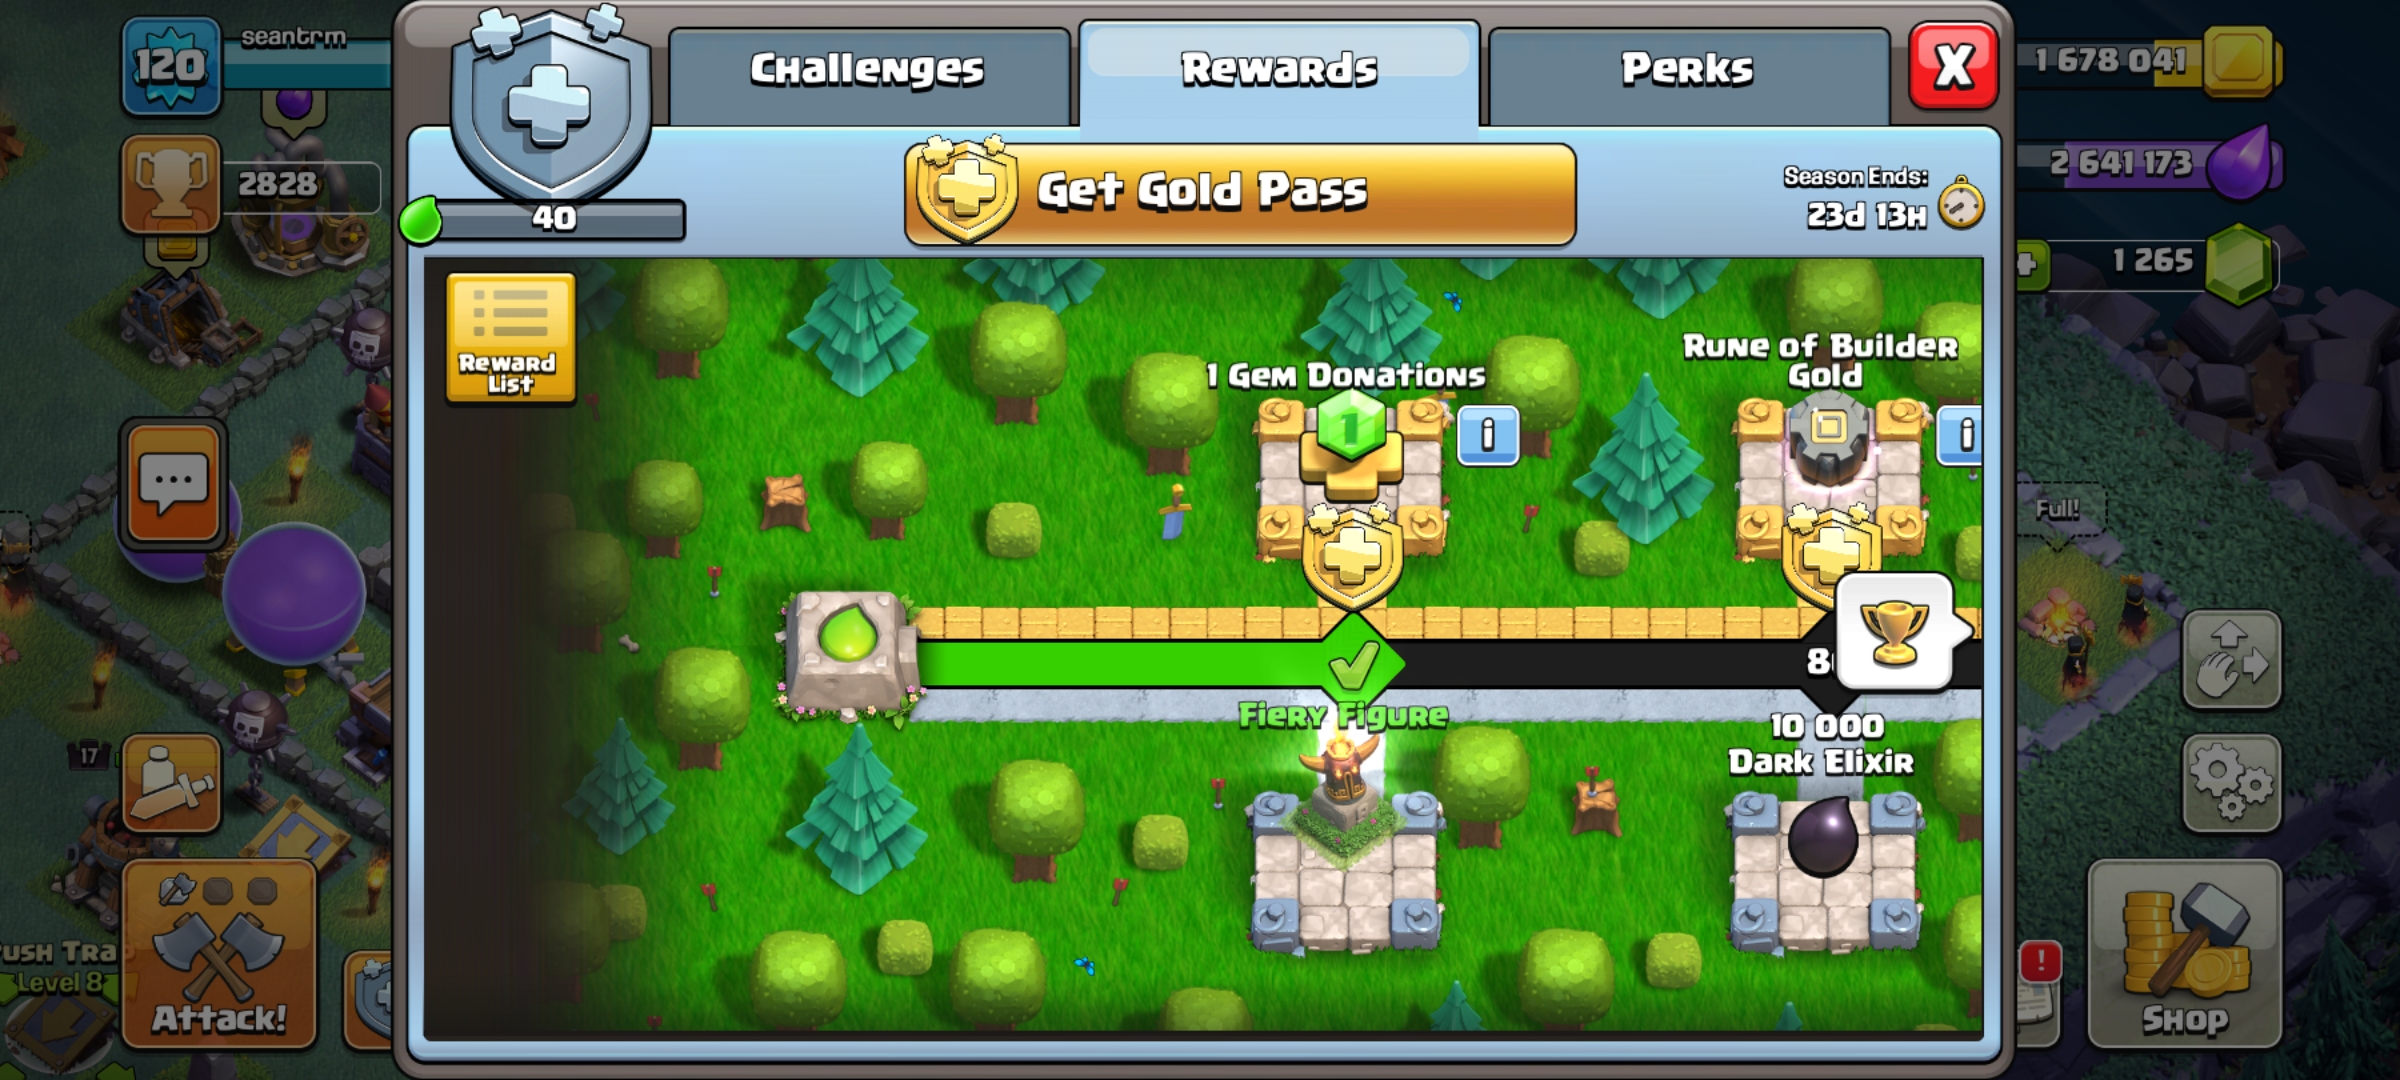 120
seantrm
2828
Challenges
Rewards
Perks
X
1 678 041
2 641 173
1 265
40
Get Gold Pass
Season Ends:
23d 13h
Reward
List
1 Gem Donations
1
i
Rune of Builder
Gold
i
Full!
Fiery Figure
10 000
Dark Elixir
17
Level 8
Attack!
!
Shop